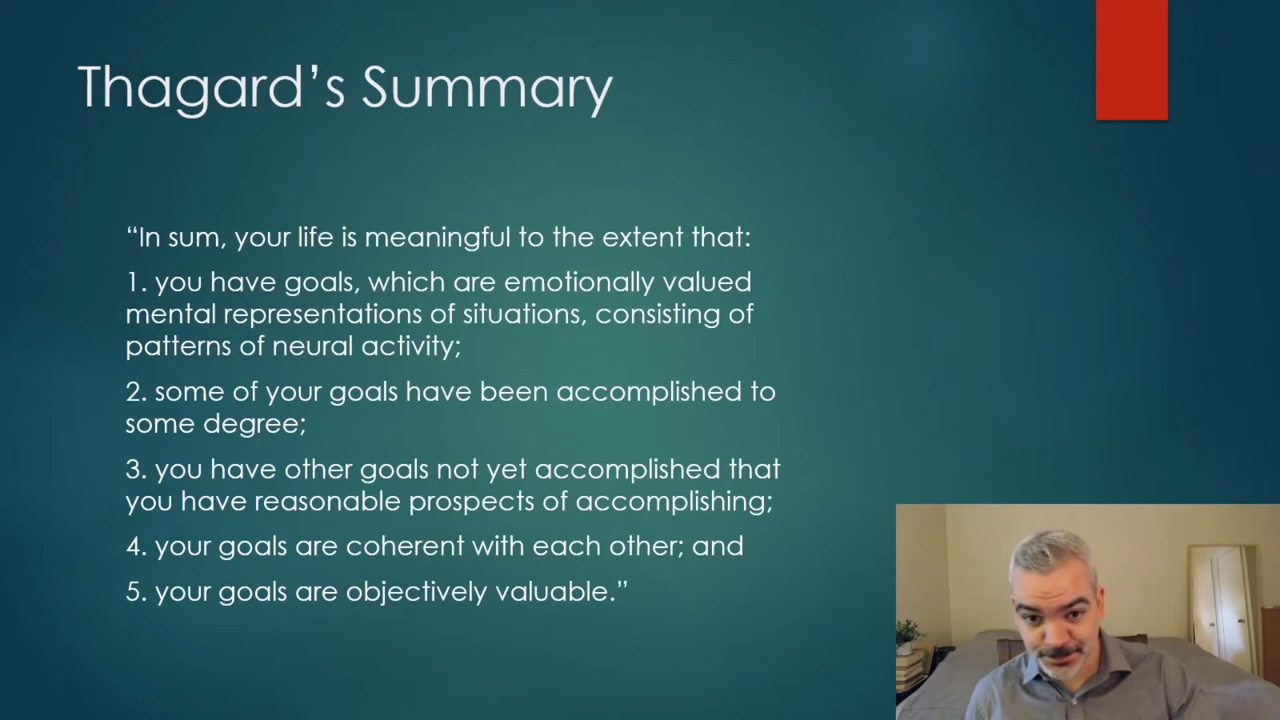 Thagard’s Summary
“In sum, your life is meaningful to the extent that:
1. you have goals, which are emotionally valued
mental representations of situations, consisting of
patterns of neural activity;
2. some of your goals have been accomplished to
some degree;
3. you have other goals not yet accomplished that
you have reasonable prospects of accomplishing;
4. your goals are coherent with each other; and
5. your goals are objectively valuable.”